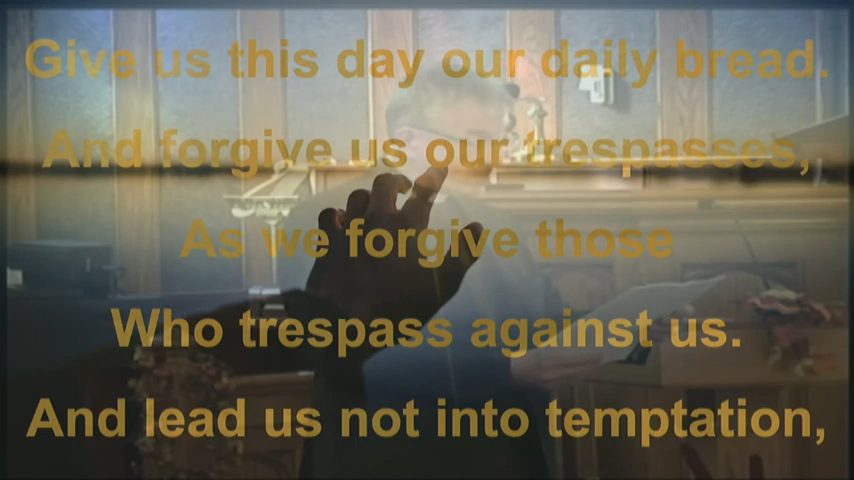 Give us this day our daily bread.
And forgive us our trespasses,
As we forgive those
Who trespass against us.
And lead us not into temptation,